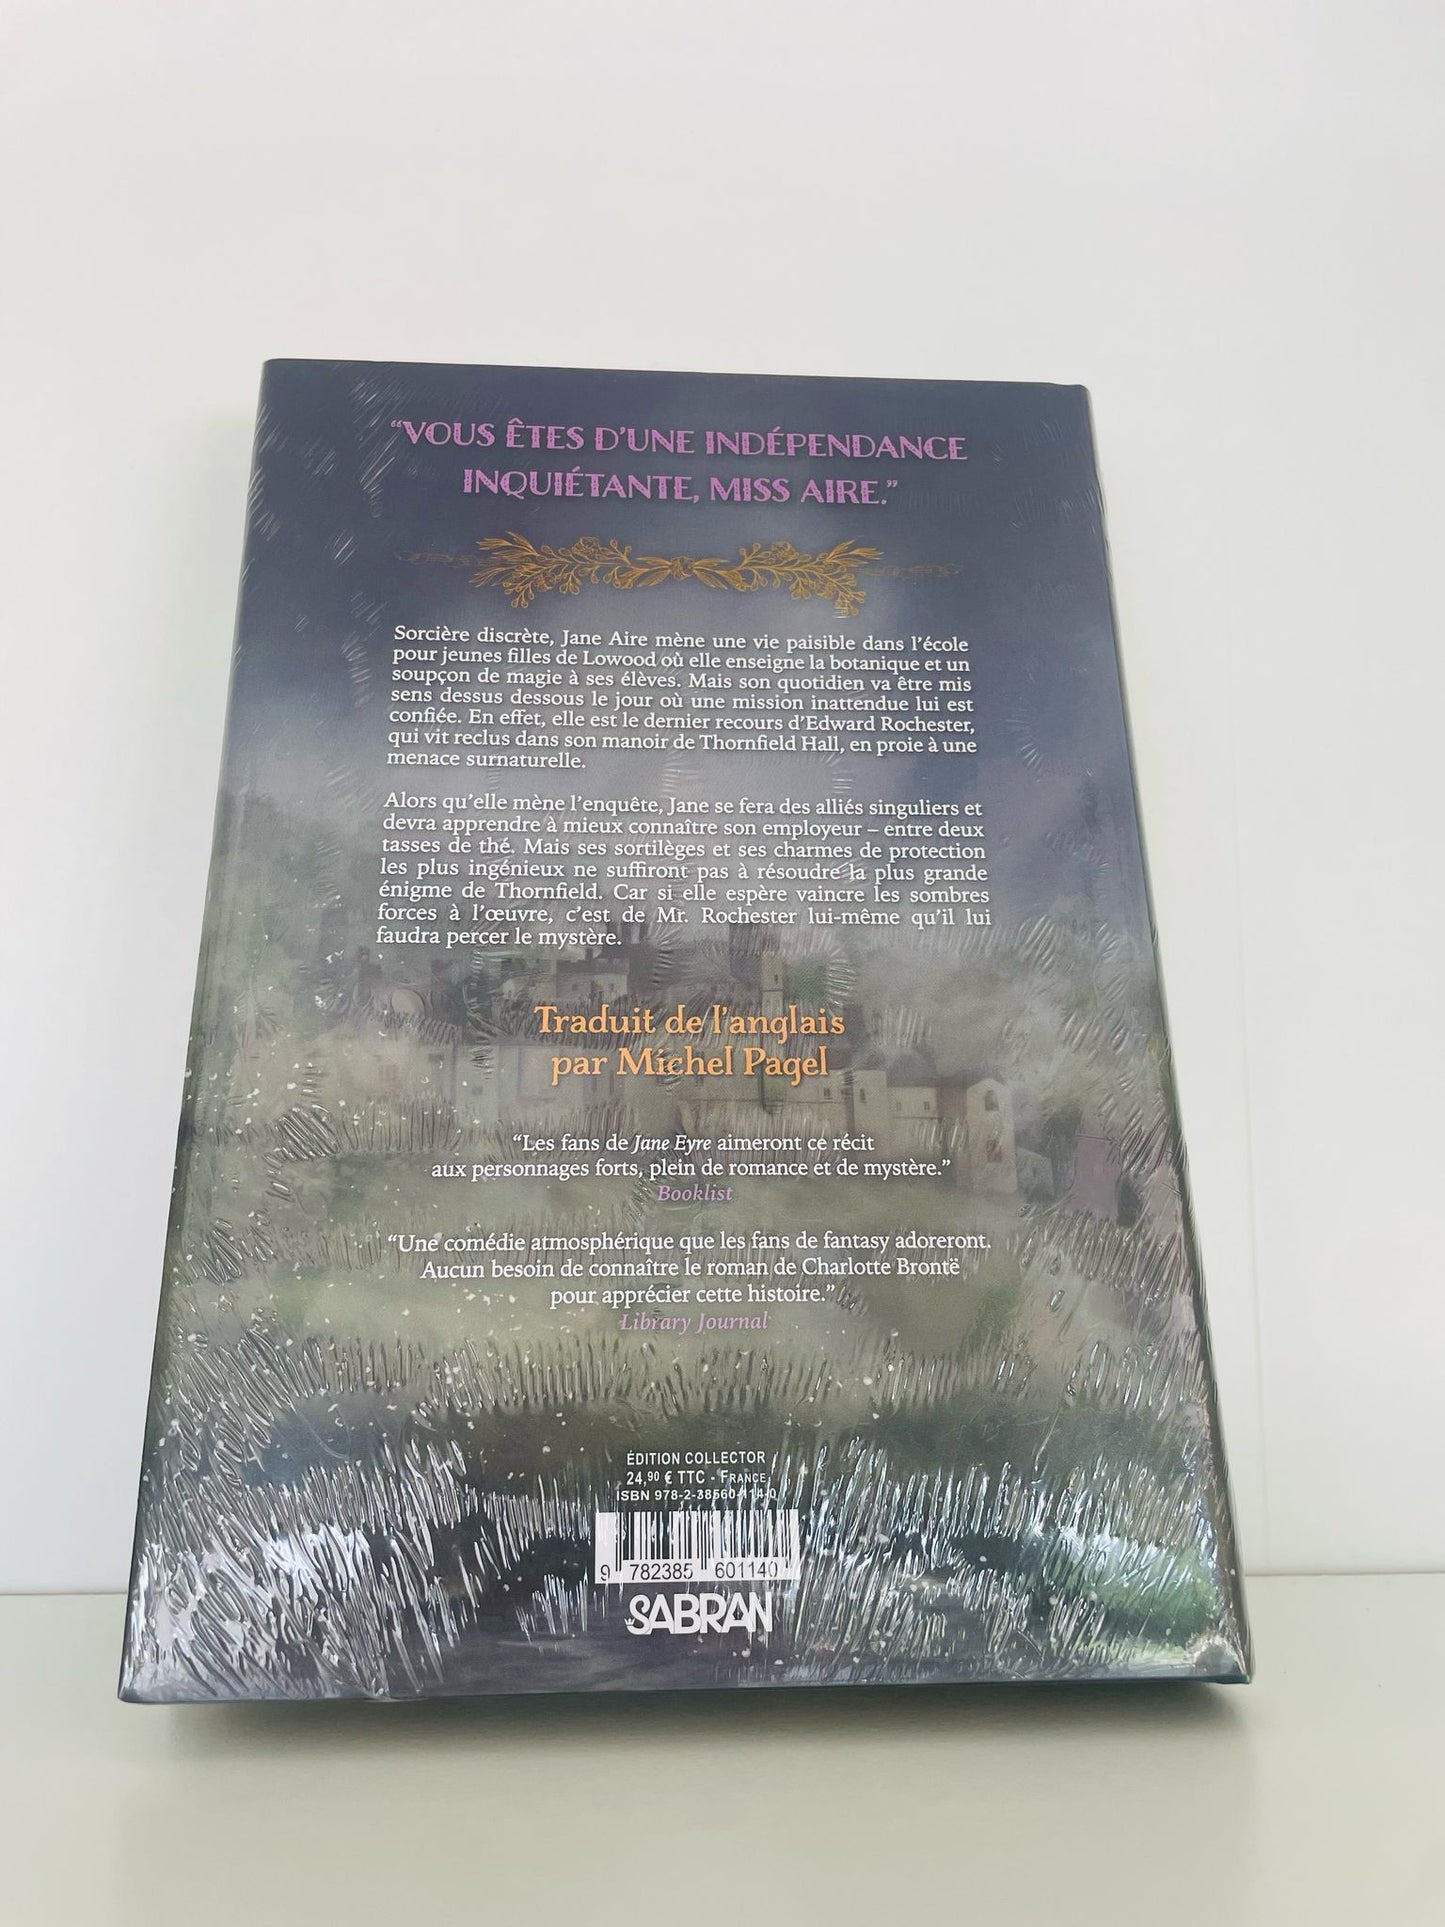 “VOUS ÊTES D’UNE INDÉPENDANCE
INQUIÉTANTE, MISS AIRE.”
Sorcière discrète, Jane Aire mène une vie paisible dans l’école
pour jeunes filles de Lowood où elle enseigne la botanique et un
soupçon de magie à ses élèves. Mais son quotidien va être mis
sens dessus dessous le jour où une mission inattendue lui est
confiée. En effet, elle est le dernier recours d’Edward Rochester,
qui vit reclus dans son manoir de Thornfield Hall, en proie à une
menace surnaturelle.
Alors qu’elle mène l’enquête, Jane se fera des alliés singuliers et
devra apprendre à mieux connaître son employeur – entre deux
tasses de thé. Mais ses sortilèges et ses charmes de protection
les plus ingénieux ne suffiront pas à résoudre la plus grande
énigme de Thornfield. Car si elle espère vaincre les sombres
forces à l’œuvre, c’est de Mr. Rochester lui-même qu’il lui
faudra percer le mystère.
Traduit de l’anglais
par Michel Pagel
“Les fans de Jane Eyre aimeront ce récit
aux personnages forts, plein de romance et de mystère.”
Booklist
“Une comédie atmosphérique que les fans de fantasy adoreront.
Aucun besoin de connaître le roman de Charlotte Brontë
pour apprécier cette histoire.”
Library Journal
ÉDITION COLLECTOR
24,90 € TTC - FRANCE
ISBN 978-2-38560-114-0
9 782385 601140
SABRAN